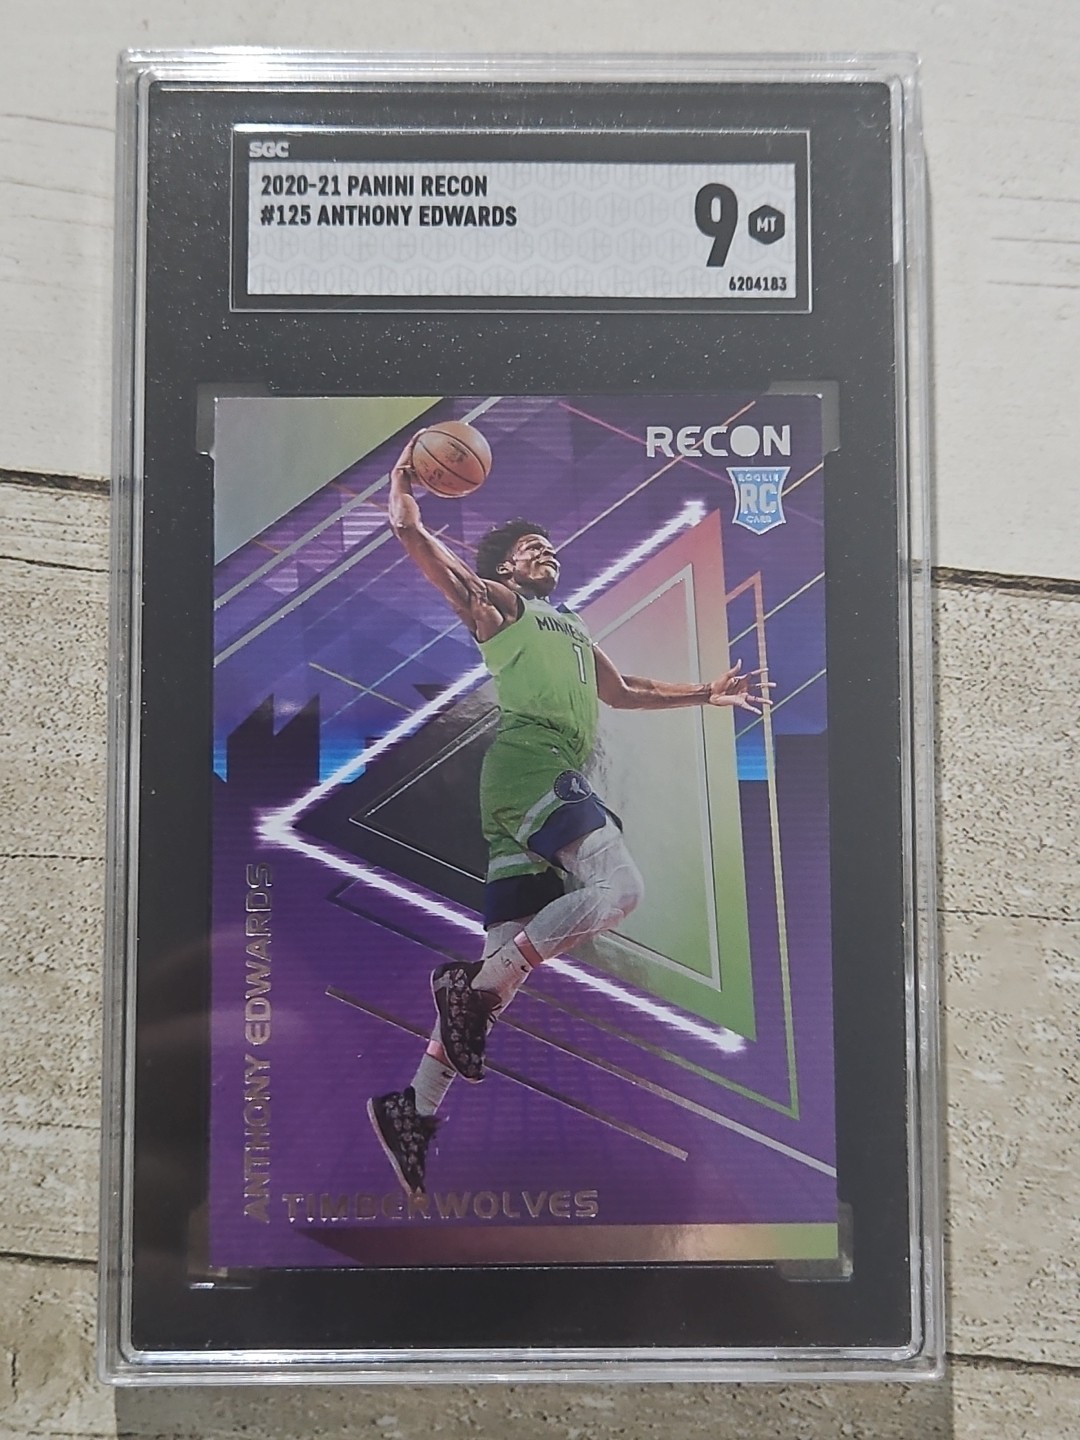 SGC
2020-21 PANINI RECON
#125 ANTHONY EDWARDS
9 MT
6204183
RECON
ROOKIE
RC
CARD
MINNES
1
ANTHONY EDWARDS
TIMBERWOLVES